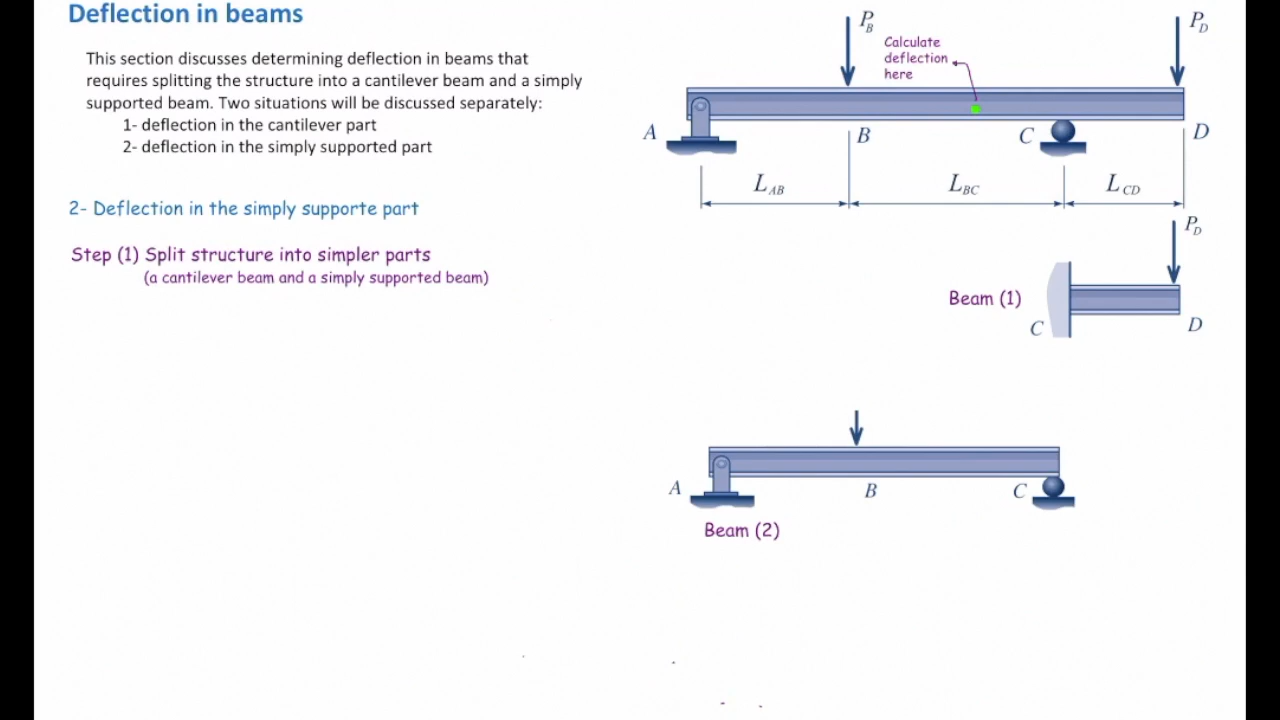 Deflection in beams
This section discusses determining deflection in beams that
requires splitting the structure into a cantilever beam and a simply
supported beam. Two situations will be discussed separately:
1- deflection in the cantilever part
2- deflection in the simply supported part
2- Deflection in the simply supporte part
Step (1) Split structure into simpler parts
(a cantilever beam and a simply supported beam)
P_B
P_D
Calculate
deflection
here
A
B
C
D
L_AB
L_BC
L_CD
P_D
Beam (1)
C
D
A
B
C
Beam (2)